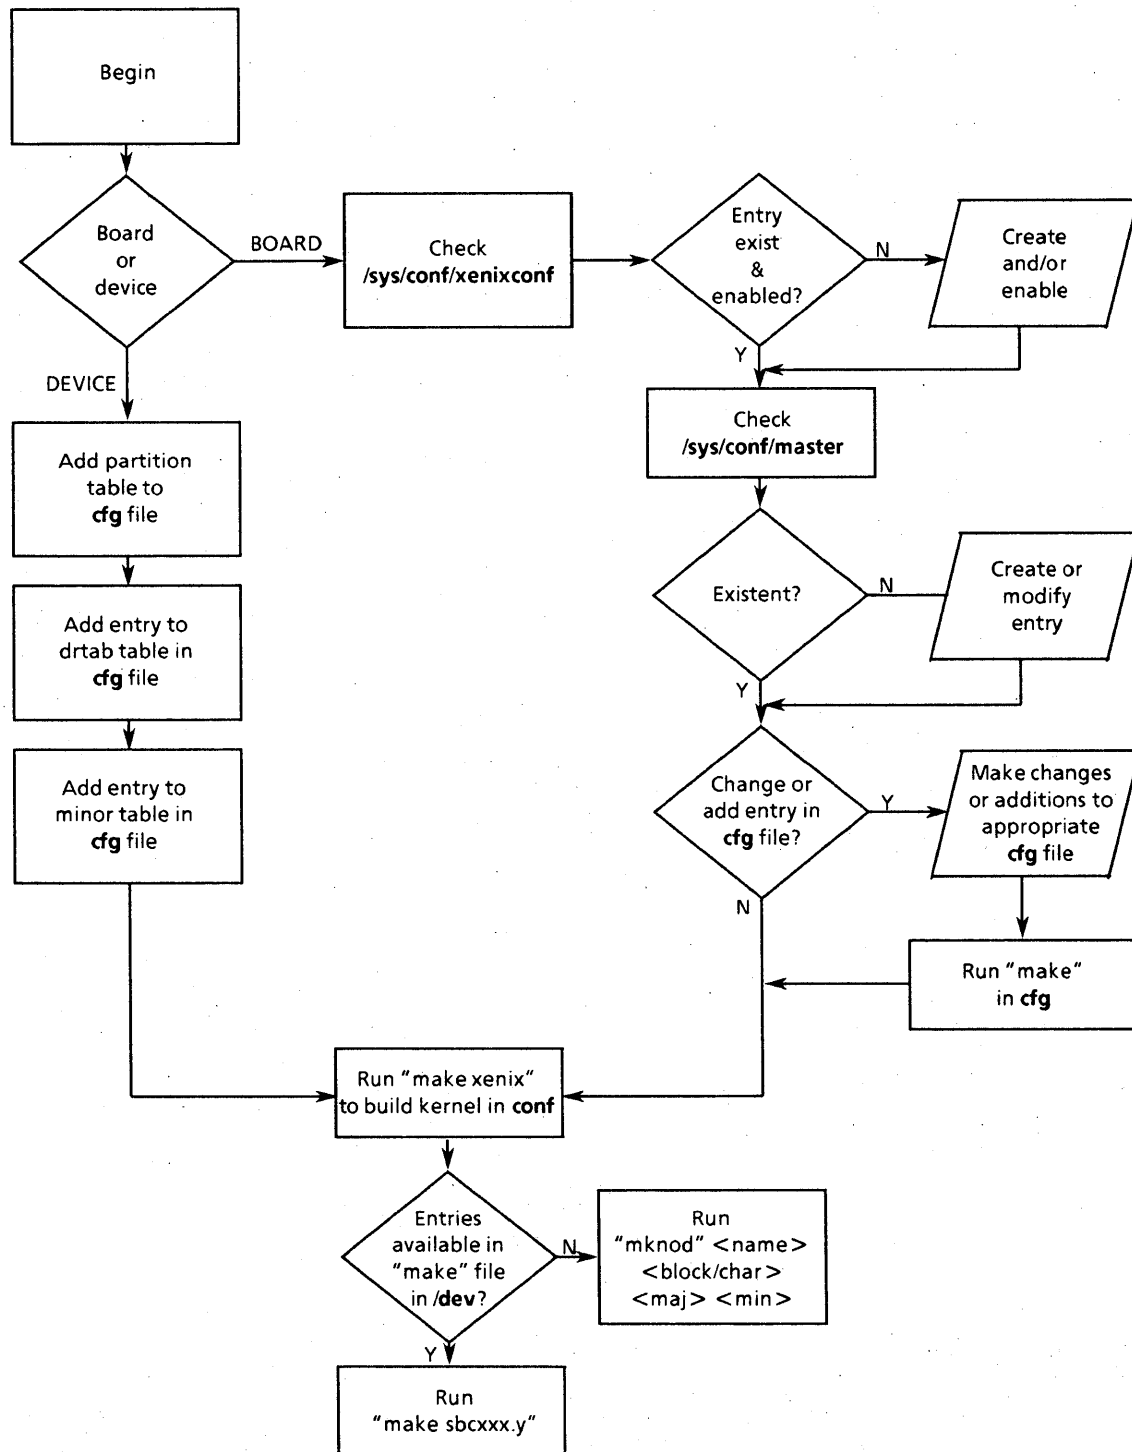 Begin
Board
or
device
BOARD
DEVICE
Check
/sys/conf/xenixconf
Entry
exist
&
enabled?
N
Y
Create
and/or
enable
Check
/sys/conf/master
Existent?
N
Y
Create or
modify
entry
Change or
add entry in
cfg file?
Y
N
Make changes
or additions to
appropriate
cfg file
Run "make"
in cfg
Add partition
table to
cfg file
Add entry to
drtab table in
cfg file
Add entry to
minor table in
cfg file
Run "make xenix"
to build kernel in conf
Entries
available in
"make" file
in /dev?
N
Y
Run
"mknod" <name>
<block/char>
<maj> <min>
Run
"make sbcxxx.y"